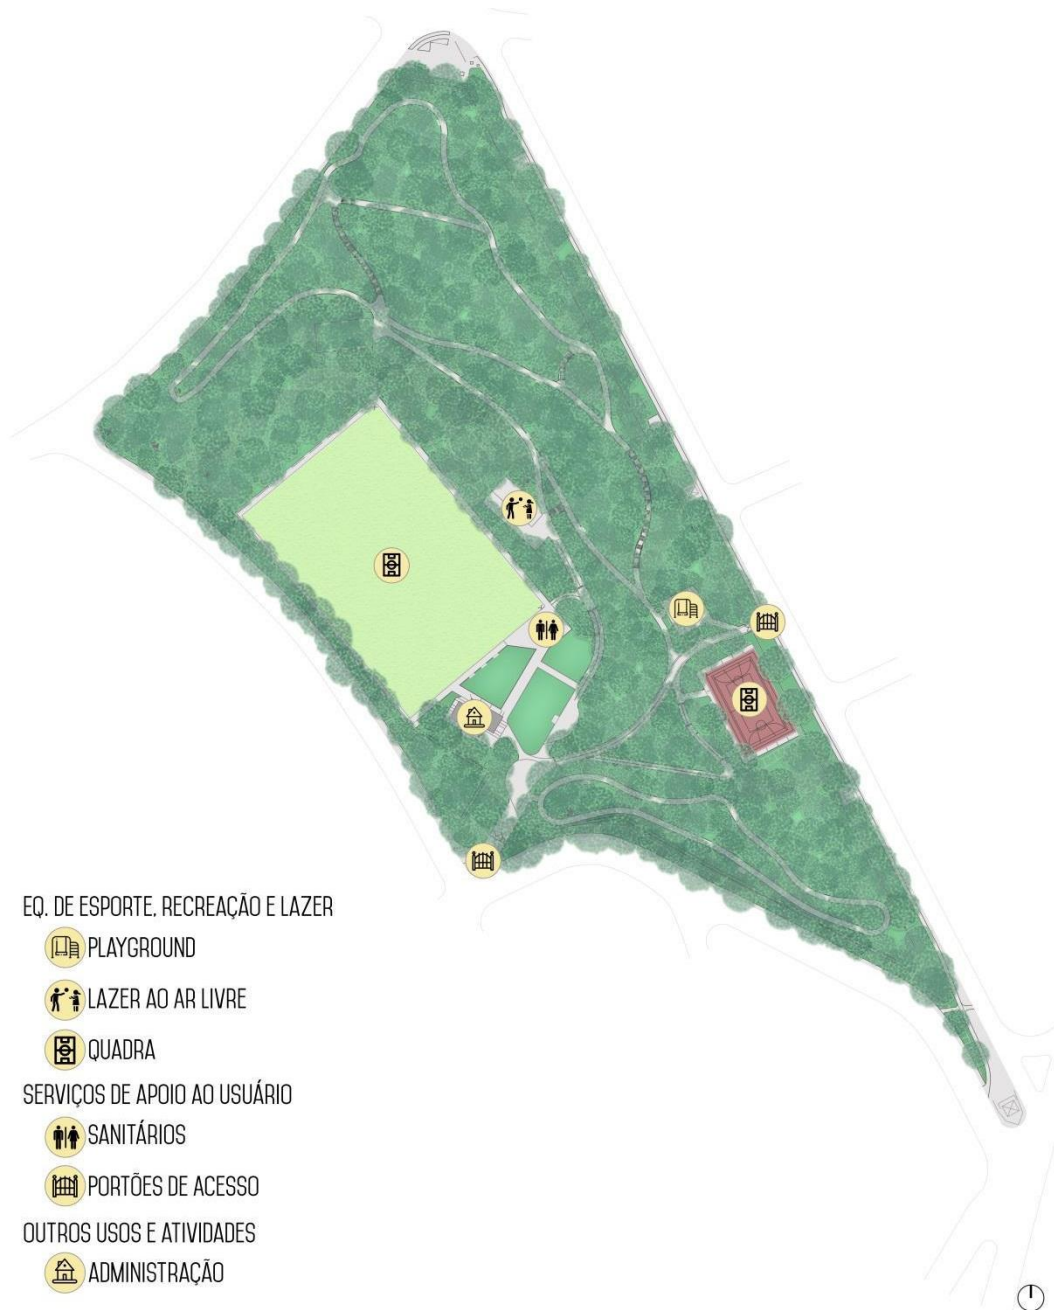 EQ. DE ESPORTE, RECREAÇÃO E LAZER
PLAYGROUND
LAZER AO AR LIVRE
QUADRA
SERVIÇOS DE APOIO AO USUÁRIO
SANITÁRIOS
PORTÕES DE ACESSO
OUTROS USOS E ATIVIDADES
ADMINISTRAÇÃO